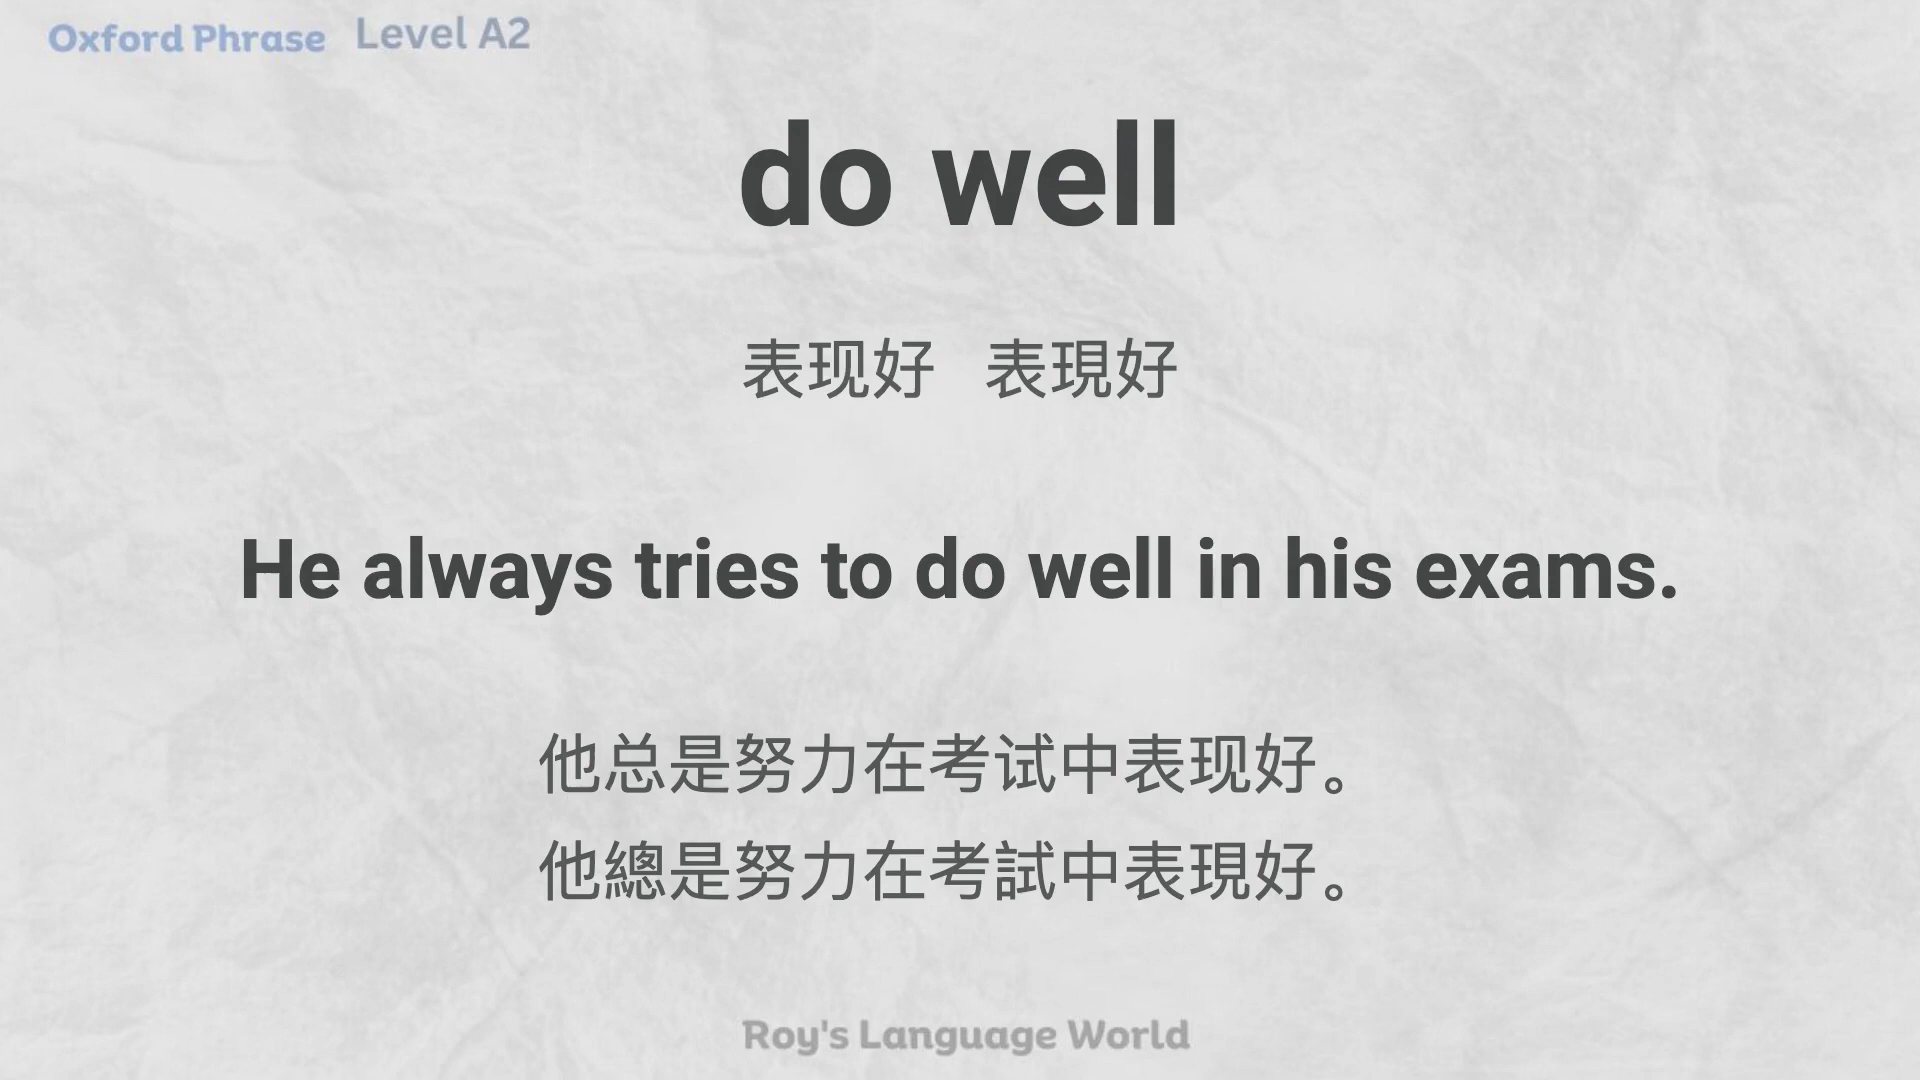 Oxford Phrase Level A2
do well
表现好 表現好
He always tries to do well in his exams.
他总是努力在考试中表现好。
他總是努力在考試中表現好。
Roy's Language World